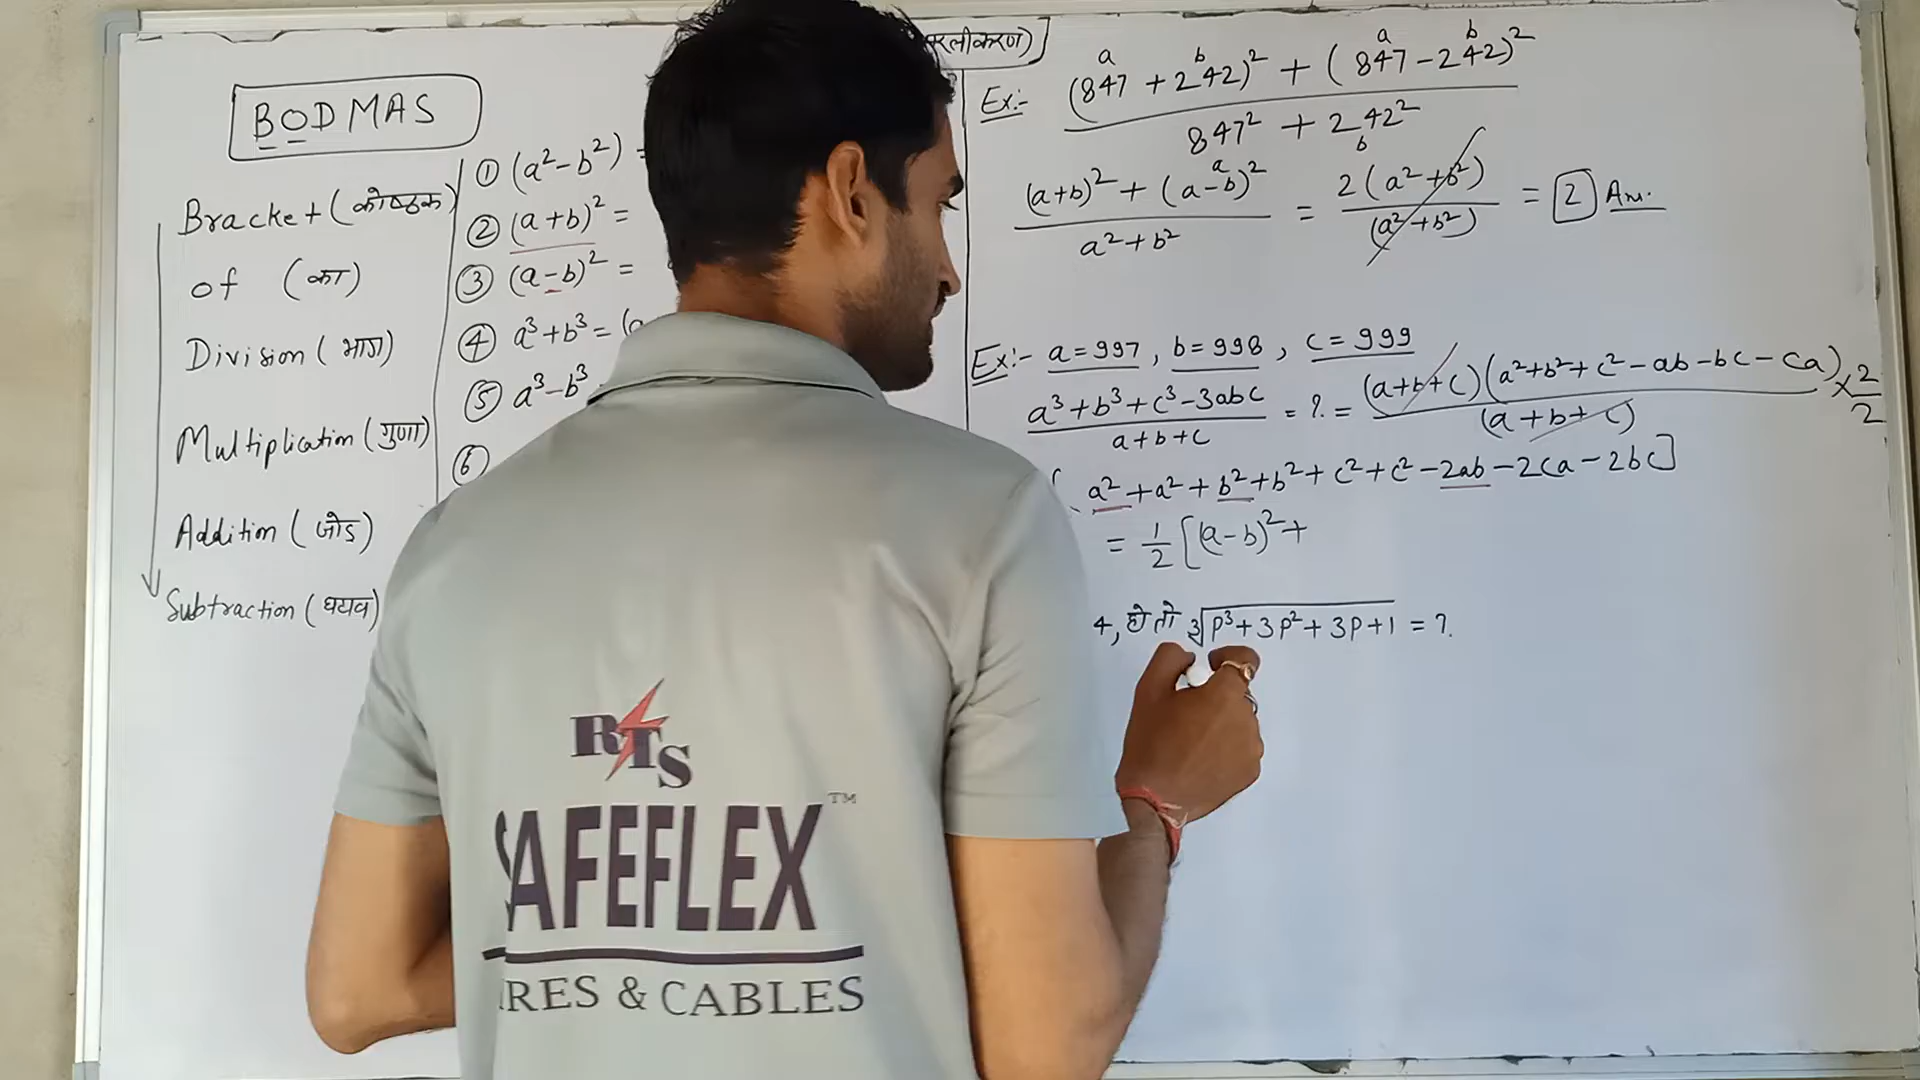 रलीकरण)
BODMAS
Bracket (कोष्ठक)
of (का)
Division (भाग)
Multiplication (गुणा)
Addition (जोड)
Subtraction (घटाव)
① (a²-b²) =
② (a+b)² =
③ (a-b)² =
④ a³+b³ = (a
⑤ a³-b³
⑥
a b a b
Ex:- (847 + 242)² + (847 - 242)²
847² + 242²
a b
(a+b)² + (a-b)² / a²+b² = 2(a²+b²) / (a²+b²) = 2 Ans.
Ex:- a=997, b=998, c=999
a³+b³+c³-3abc / a+b+c = ? = (a+b+c)(a²+b²+c²-ab-bc-ca) / (a+b+c) × 2/2
[a²+a²+b²+b²+c²+c²-2ab-2ca-2bc]
= 1/2 [(a-b)²+
4, हो तो ∛p³+3p²+3p+1 = ?
RTS
SAFEFLEX™
IRES & CABLES